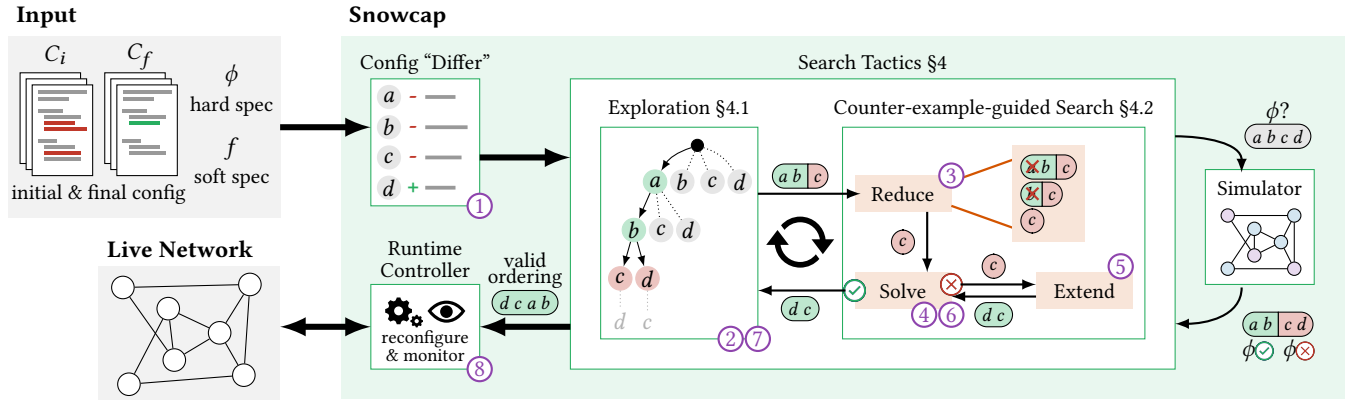 Input
Snowcap
C_i
C_f
ϕ
hard spec
f
soft spec
initial & final config
Config “Differ”
a -
b -
c -
d +
1
Search Tactics §4
Exploration §4.1
a b c d
b c d
c d
d c
2 7
a b c
Counter-example-guided Search §4.2
Reduce
3
a b c
b c
c
c
Solve
4 6
c
d c
Extend
5
d c
ϕ?
a b c d
Simulator
a b c d
ϕ ϕ
Live Network
Runtime
Controller
reconfigure
& monitor
8
valid
ordering
d c a b